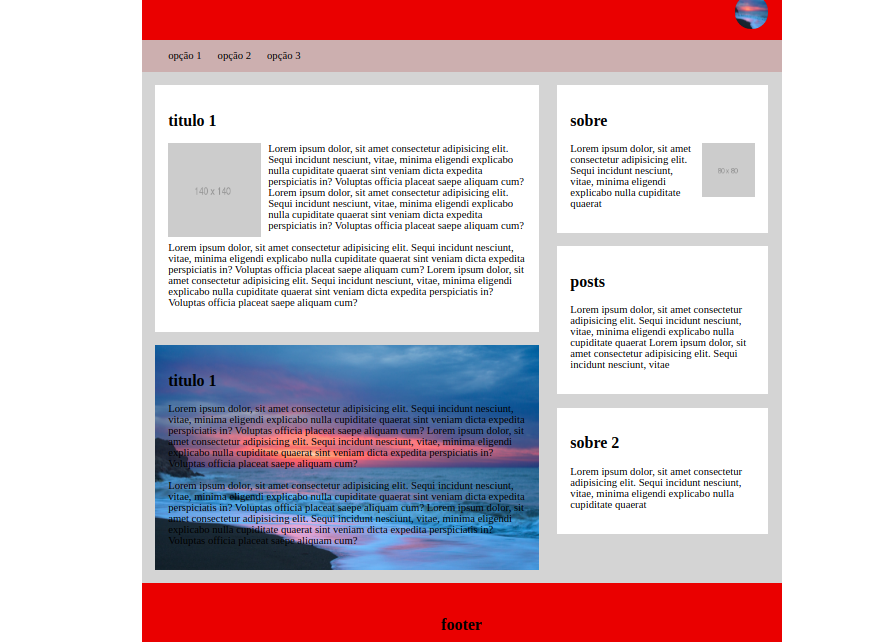 opção 1 opção 2 opção 3
titulo 1
140 x 140
Lorem ipsum dolor, sit amet consectetur adipisicing elit.
Sequi incidunt nesciunt, vitae, minima eligendi explicabo
nulla cupiditate quaerat sint veniam dicta expedita
perspiciatis in? Voluptas officia placeat saepe aliquam cum?
Lorem ipsum dolor, sit amet consectetur adipisicing elit.
Sequi incidunt nesciunt, vitae, minima eligendi explicabo
nulla cupiditate quaerat sint veniam dicta expedita
perspiciatis in? Voluptas officia placeat saepe aliquam cum?
Lorem ipsum dolor, sit amet consectetur adipisicing elit. Sequi incidunt nesciunt,
vitae, minima eligendi explicabo nulla cupiditate quaerat sint veniam dicta expedita
perspiciatis in? Voluptas officia placeat saepe aliquam cum? Lorem ipsum dolor, sit
amet consectetur adipisicing elit. Sequi incidunt nesciunt, vitae, minima eligendi
explicabo nulla cupiditate quaerat sint veniam dicta expedita perspiciatis in?
Voluptas officia placeat saepe aliquam cum?
titulo 1
Lorem ipsum dolor, sit amet consectetur adipisicing elit. Sequi incidunt nesciunt,
vitae, minima eligendi explicabo nulla cupiditate quaerat sint veniam dicta expedita
perspiciatis in? Voluptas officia placeat saepe aliquam cum? Lorem ipsum dolor, sit
amet consectetur adipisicing elit. Sequi incidunt nesciunt, vitae, minima eligendi
explicabo nulla cupiditate quaerat sint veniam dicta expedita perspiciatis in?
Voluptas officia placeat saepe aliquam cum?
Lorem ipsum dolor, sit amet consectetur adipisicing elit. Sequi incidunt nesciunt,
vitae, minima eligendi explicabo nulla cupiditate quaerat sint veniam dicta expedita
perspiciatis in? Voluptas officia placeat saepe aliquam cum? Lorem ipsum dolor, sit
amet consectetur adipisicing elit. Sequi incidunt nesciunt, vitae, minima eligendi
explicabo nulla cupiditate quaerat sint veniam dicta expedita perspiciatis in?
Voluptas officia placeat saepe aliquam cum?
sobre
Lorem ipsum dolor, sit amet
consectetur adipisicing elit.
Sequi incidunt nesciunt,
vitae, minima eligendi
explicabo nulla cupiditate
quaerat
80 x 80
posts
Lorem ipsum dolor, sit amet consectetur
adipisicing elit. Sequi incidunt nesciunt,
vitae, minima eligendi explicabo nulla
cupiditate quaerat Lorem ipsum dolor, sit
amet consectetur adipisicing elit. Sequi
incidunt nesciunt, vitae
sobre 2
Lorem ipsum dolor, sit amet consectetur
adipisicing elit. Sequi incidunt nesciunt,
vitae, minima eligendi explicabo nulla
cupiditate quaerat
footer